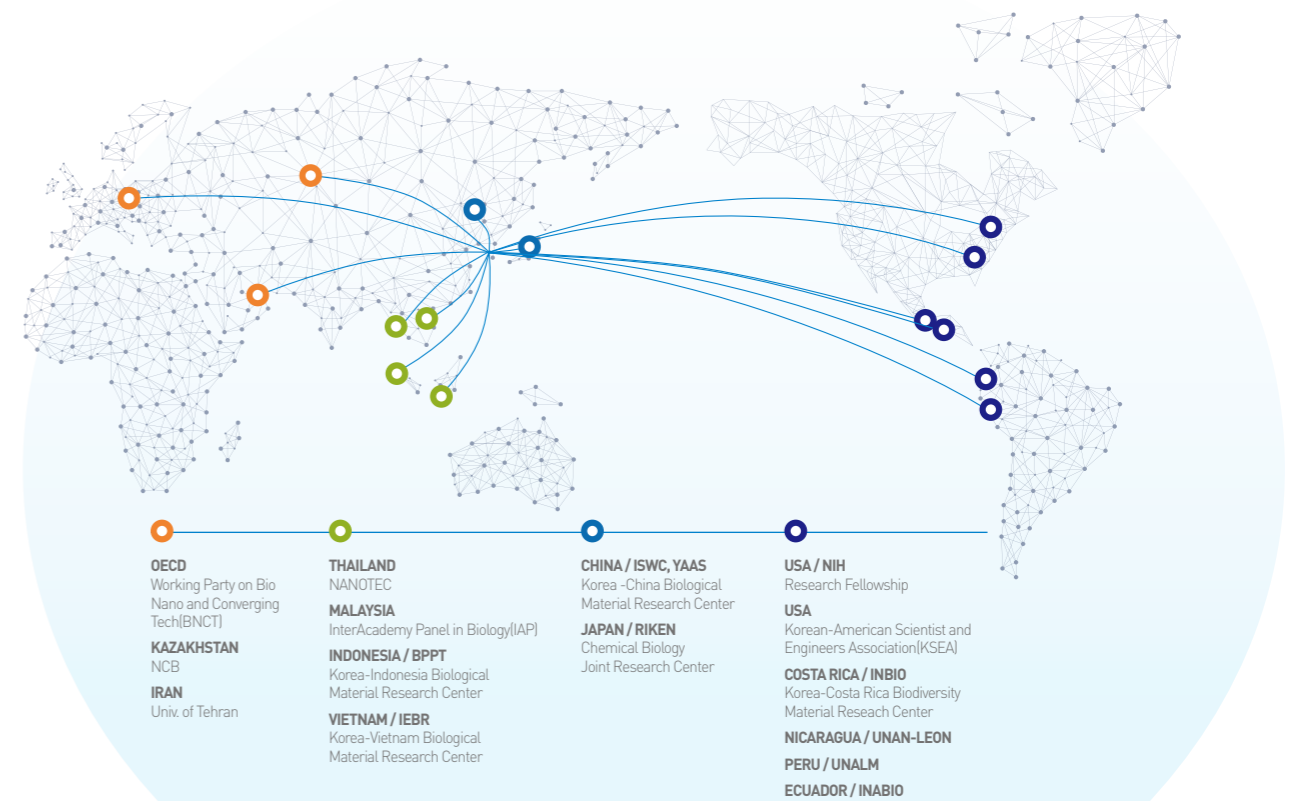 OECD
Working Party on Bio
Nano and Converging
Tech(BNCT)
KAZAKHSTAN
NCB
IRAN
Univ. of Tehran
THAILAND
NANOTEC
MALAYSIA
InterAcademy Panel in Biology(IAP)
INDONESIA / BPPT
Korea-Indonesia Biological
Material Research Center
VIETNAM / IEBR
Korea-Vietnam Biological
Material Research Center
CHINA / ISWC, YAAS
Korea -China Biological
Material Research Center
JAPAN / RIKEN
Chemical Biology
Joint Research Center
USA / NIH
Research Fellowship
USA
Korean-American Scientist and
Engineers Association(KSEA)
COSTA RICA / INBIO
Korea-Costa Rica Biodiversity
Material Reseach Center
NICARAGUA / UNAN-LEON
PERU / UNALM
ECUADOR / INABIO